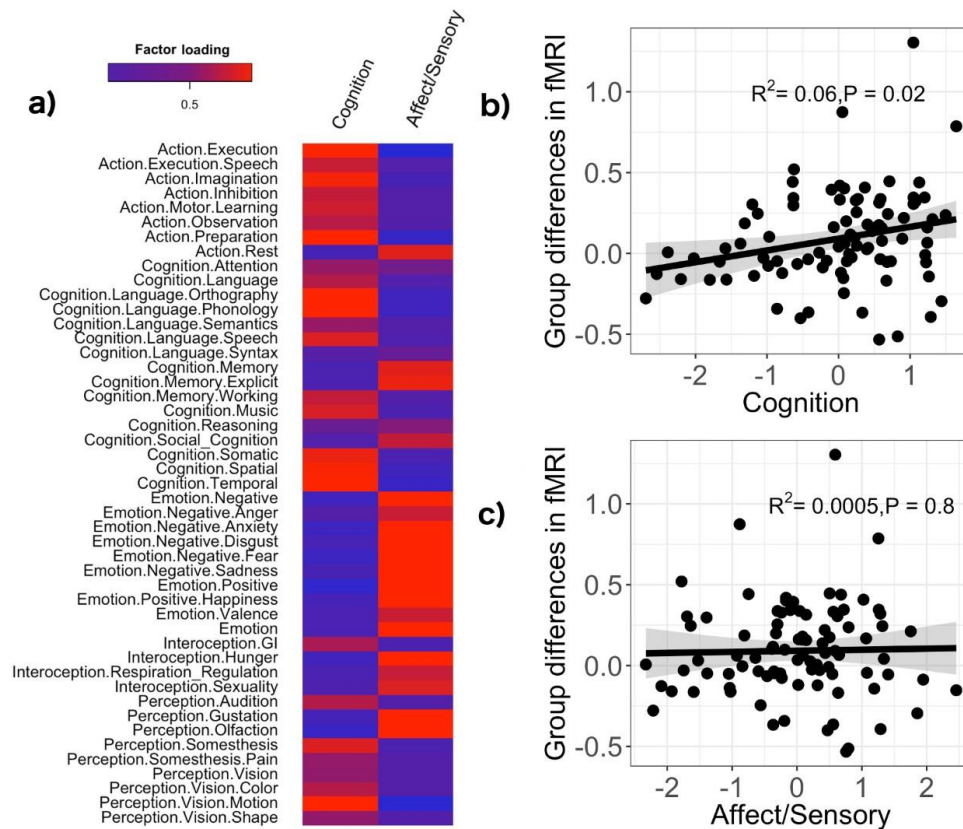 a)
Factor loading
0.5
Cognition
Affect/Sensory
Action.Execution
Action.Execution.Speech
Action.Imagination
Action.Inhibition
Action.Motor.Learning
Action.Observation
Action.Preparation
Action.Rest
Cognition.Attention
Cognition.Language
Cognition.Language.Orthography
Cognition.Language.Phonology
Cognition.Language.Semantics
Cognition.Language.Speech
Cognition.Language.Syntax
Cognition.Memory
Cognition.Memory.Explicit
Cognition.Memory.Working
Cognition.Music
Cognition.Reasoning
Cognition.Social_Cognition
Cognition.Somatic
Cognition.Spatial
Cognition.Temporal
Emotion.Negative
Emotion.Negative.Anger
Emotion.Negative.Anxiety
Emotion.Negative.Disgust
Emotion.Negative.Fear
Emotion.Negative.Sadness
Emotion.Positive
Emotion.Positive.Happiness
Emotion.Valence
Emotion
Interoception.GI
Interoception.Hunger
Interoception.Respiration_Regulation
Interoception.Sexuality
Perception.Audition
Perception.Gustation
Perception.Olfaction
Perception.Somesthesis
Perception.Somesthesis.Pain
Perception.Vision
Perception.Vision.Color
Perception.Vision.Motion
Perception.Vision.Shape
b)
Group differences in fMRI
1.0
0.5
0.0
-0.5
R²= 0.06,P = 0.02
-2 -1 0 1
Cognition
c)
Group differences in fMRI
1.0
0.5
0.0
-0.5
R²= 0.0005,P = 0.8
-2 -1 0 1 2
Affect/Sensory